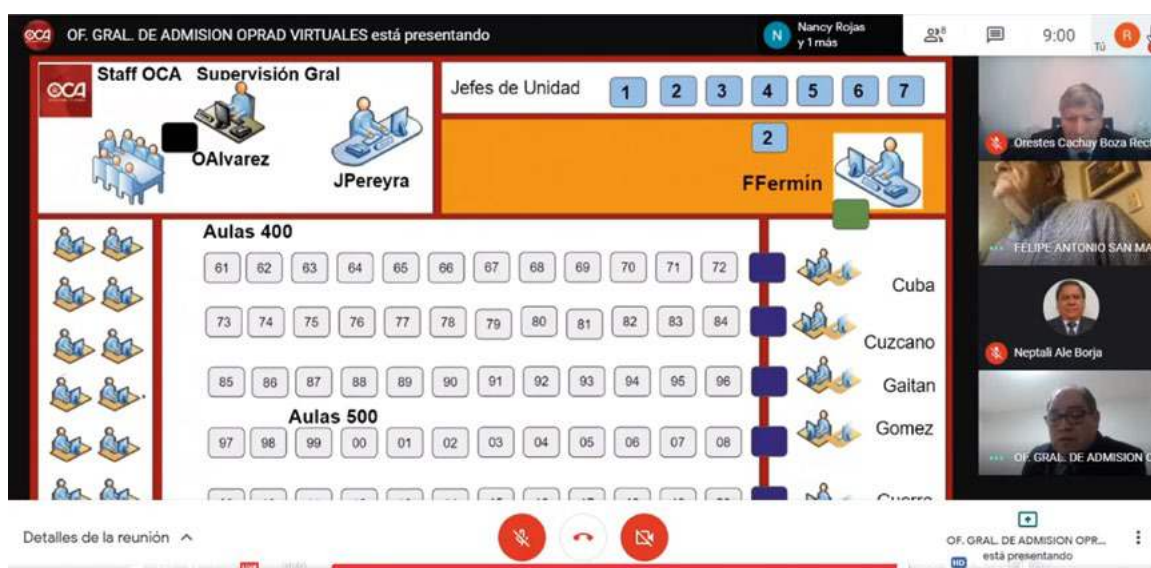 OCA OF. GRAL. DE ADMISION OPRAD VIRTUALES está presentando
N Nancy Rojas
y 1 más
8
9:00
Tú
R
OCA
Staff OCA Supervisión Gral
OAlvarez
JPereyra
Jefes de Unidad 1 2 3 4 5 6 7
2
FFermín
Orestes Cachay Boza Rect
FELIPE ANTONIO SAN MA
Neptali Ale Borja
OF. GRAL. DE ADMISION O
Aulas 400
61 62 63 64 65 66 67 68 69 70 71 72
Cuba
73 74 75 76 77 78 79 80 81 82 83 84
Cuzcano
85 86 87 88 89 90 91 92 93 94 95 96
Gaitan
Aulas 500
97 98 99 00 01 02 03 04 05 06 07 08
Gomez
Detalles de la reunión
OF. GRAL. DE ADMISION OPR...
está presentando
HD